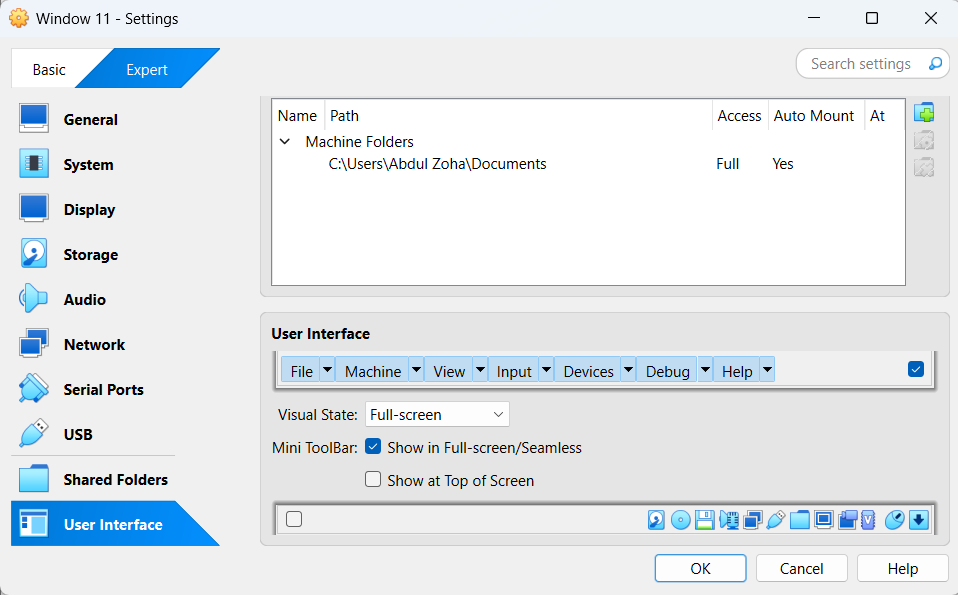 Window 11 - Settings
Basic
Expert
Search settings
General
System
Display
Storage
Audio
Network
Serial Ports
USB
Shared Folders
User Interface
Name Path Access Auto Mount At
Machine Folders
C:\Users\Abdul Zoha\Documents Full Yes
User Interface
File Machine View Input Devices Debug Help
Visual State: Full-screen
Mini ToolBar: Show in Full-screen/Seamless
Show at Top of Screen
V
OK Cancel Help